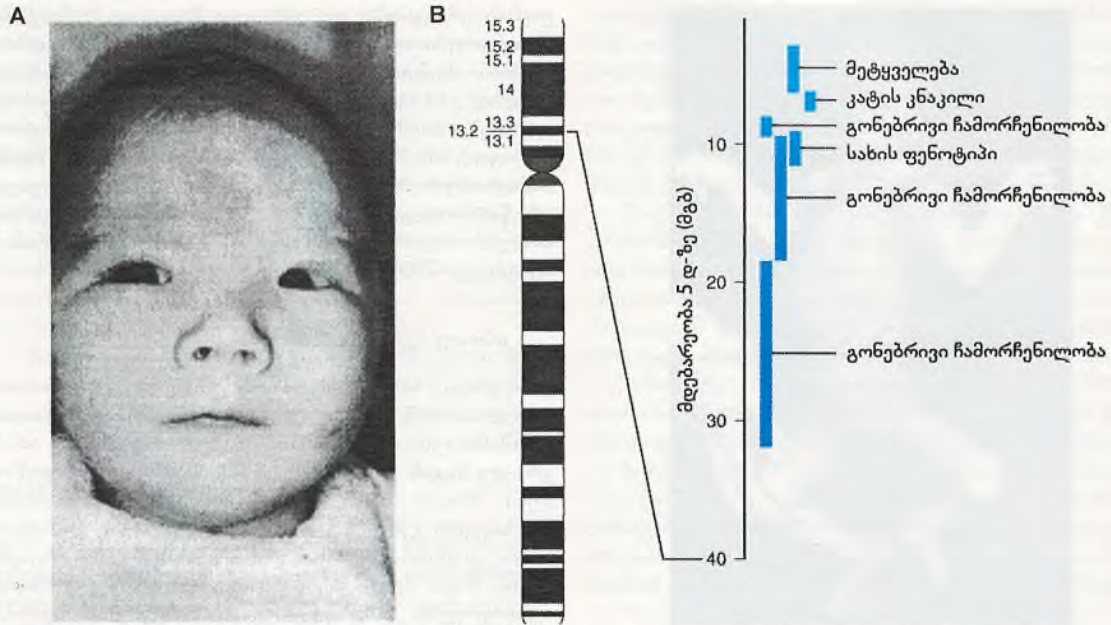 A
B
15.3
15.2
15.1
14
13.3
13.2
13.1
მდებარეობა 5 დ-ზე (მგბ)
10
20
30
40
მეტყველება
კატის კნაკილი
გონებრივი ჩამორჩენილობა
სახის ფენოტიპი
გონებრივი ჩამორჩენილობა
გონებრივი ჩამორჩენილობა